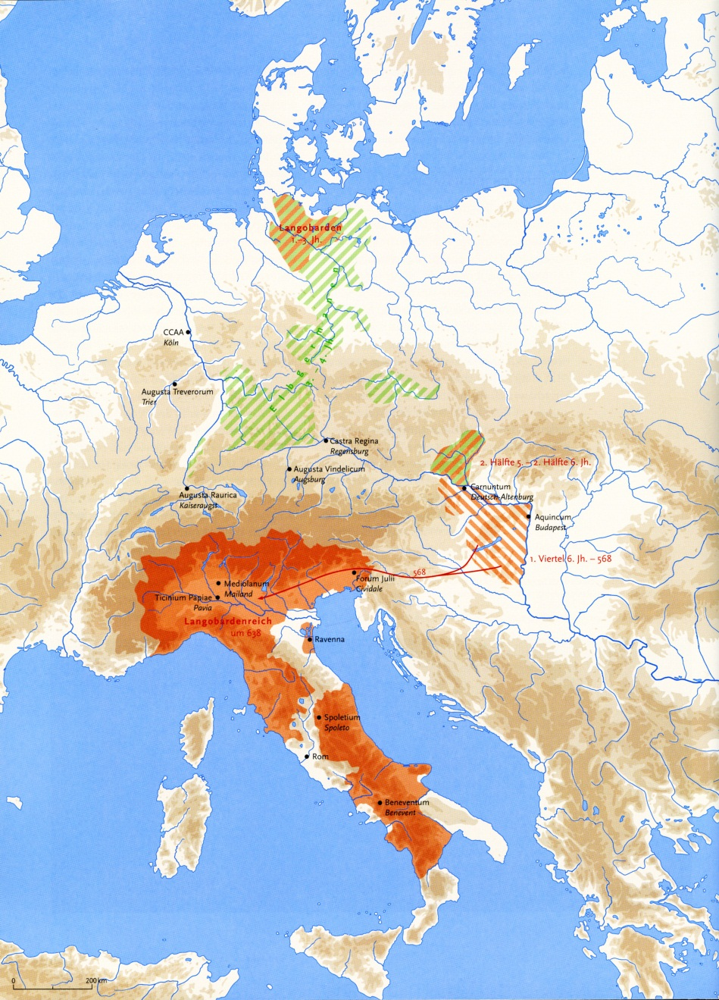 Langobarden
1.–3. Jh.
Elbgermanen
3. – 4. Jh.
CCAA
Köln
Augusta Treverorum
Trier
Castra Regina
Regensburg
2. Hälfte 5. – 2. Hälfte 6. Jh.
Augusta Vindelicum
Augsburg
Augusta Raurica
Kaiseraugst
Carnuntum
Deutsch-Altenburg
Aquincum
Budapest
1. Viertel 6. Jh. – 568
568
Forum Julii
Cividale
Mediolanum
Mailand
Ticinium Papiae
Pavia
Langobardenreich
um 638
Ravenna
Spoletium
Spoleto
Rom
Beneventum
Benevent
0 200 km